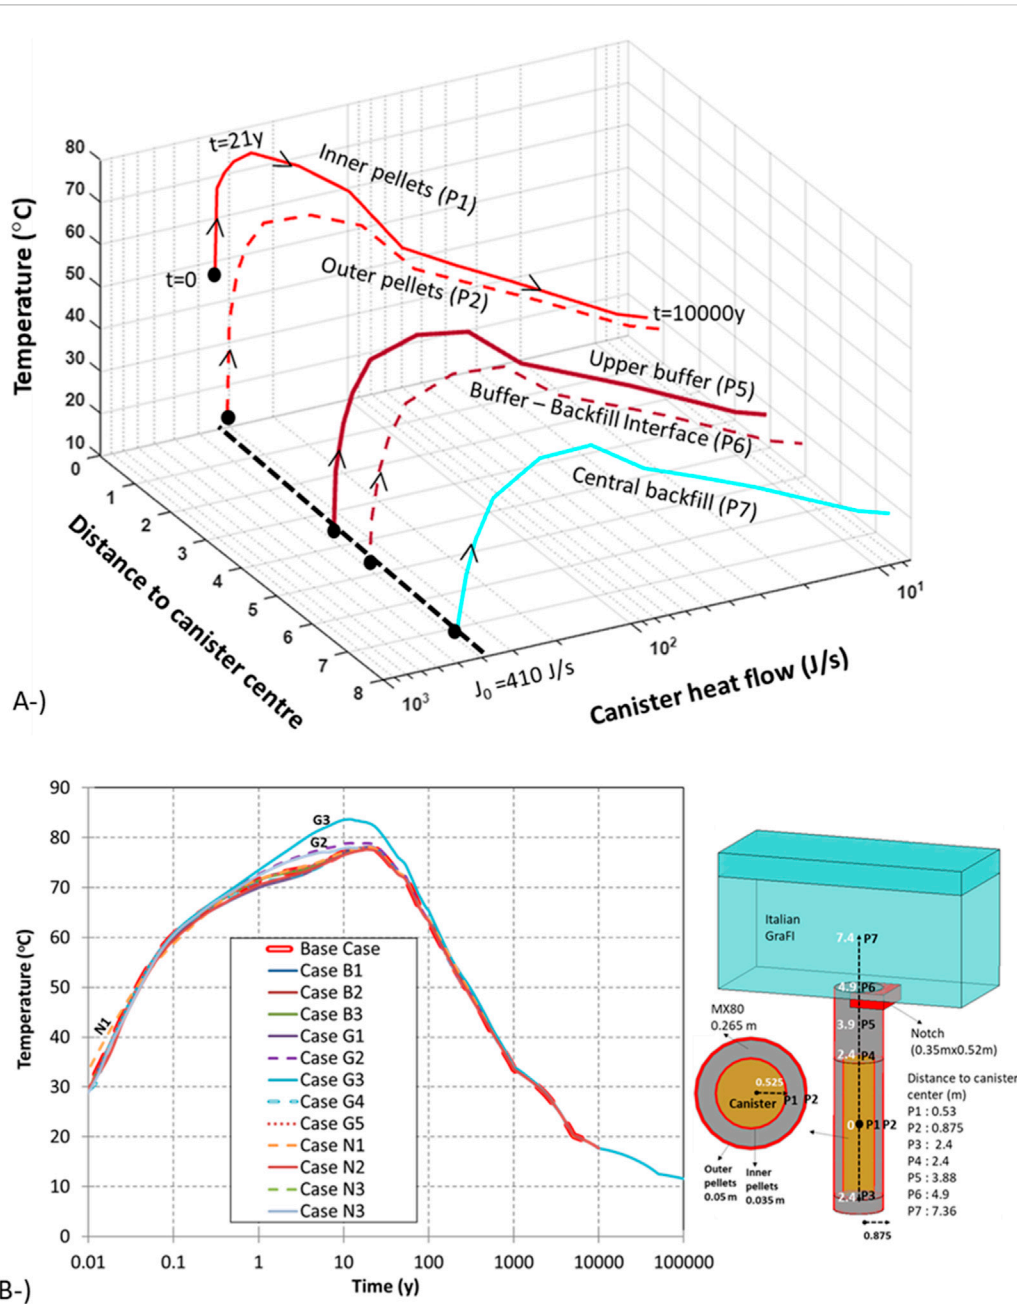 80
70
60
50
40
30
20
10
0
Temperature (°C)
t=21y
Inner pellets (P1)
t=0
Outer pellets (P2)
t=10000y
Upper buffer (P5)
Buffer – Backfill Interface (P6)
Central backfill (P7)
1
2
3
4
5
6
7
8
Distance to canister centre
10³
J₀ =410 J/s
10²
10¹
Canister heat flow (J/s)
A-)
90
80
70
60
50
40
30
20
10
0
Temperature (°C)
G3
G2
N1
Base Case
Case B1
Case B2
Case B3
Case G1
Case G2
Case G3
Case G4
Case G5
Case N1
Case N2
Case N3
Case N3
0.01
0.1
1
10
100
1000
10000
100000
Time (y)
B-)
Italian
GraFI
7.4
P7
4.9
P6
3.9
P5
2.4
P4
0
P1
P2
2.4
P3
0.875
Notch
(0.35mx0.52m)
MX80
0.265 m
0.525
Canister
P1
P2
Outer
pellets
0.05 m
Inner
pellets
0.035 m
Distance to canister
center (m)
P1 : 0.53
P2 : 0.875
P3 : 2.4
P4 : 2.4
P5 : 3.88
P6 : 4.9
P7 : 7.36